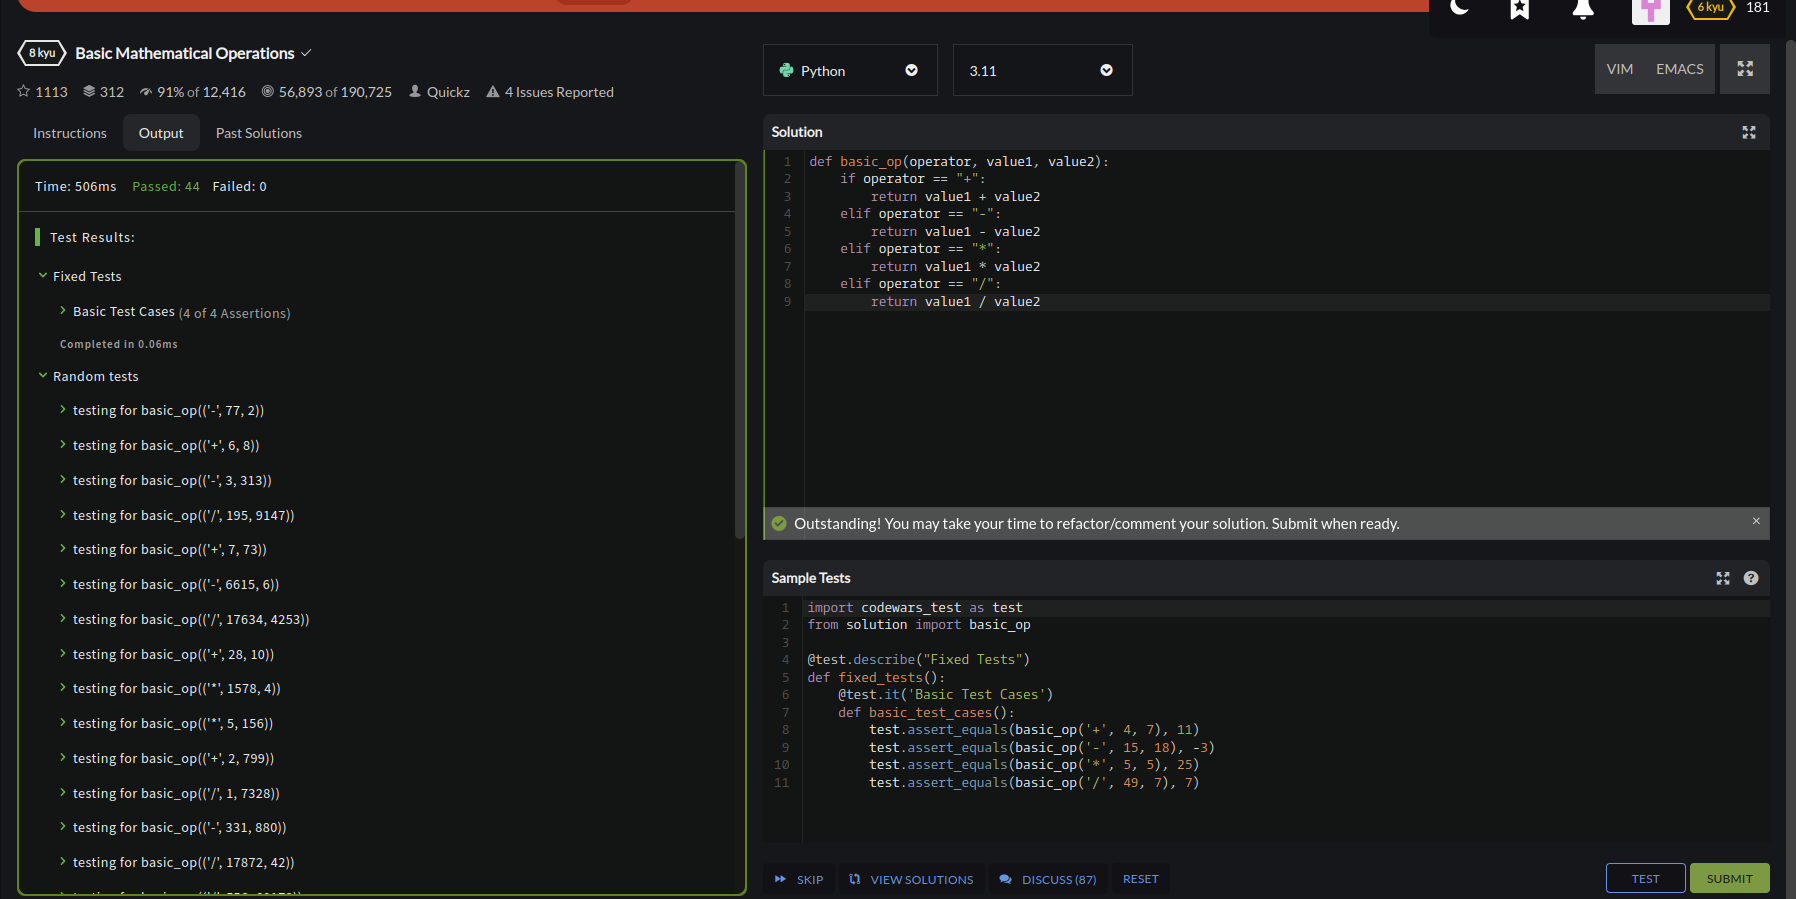 6 kyu 181
8 kyu Basic Mathematical Operations
1113 312 91% of 12,416 56,893 of 190,725 Quickz 4 Issues Reported
Instructions Output Past Solutions
Time: 506ms Passed: 44 Failed: 0
Test Results:
Fixed Tests
Basic Test Cases (4 of 4 Assertions)
Completed in 0.06ms
Random tests
testing for basic_op(('-', 77, 2))
testing for basic_op(('+', 6, 8))
testing for basic_op(('-', 3, 313))
testing for basic_op(('/', 195, 9147))
testing for basic_op(('+', 7, 73))
testing for basic_op(('-', 6615, 6))
testing for basic_op(('/', 17634, 4253))
testing for basic_op(('+', 28, 10))
testing for basic_op(('*', 1578, 4))
testing for basic_op(('*', 5, 156))
testing for basic_op(('+', 2, 799))
testing for basic_op(('/', 1, 7328))
testing for basic_op(('-', 331, 880))
testing for basic_op(('/', 17872, 42))
Python 3.11 VIM EMACS
Solution
1 def basic_op(operator, value1, value2):
2 if operator == "+":
3 return value1 + value2
4 elif operator == "-":
5 return value1 - value2
6 elif operator == "*":
7 return value1 * value2
8 elif operator == "/":
9 return value1 / value2
Outstanding! You may take your time to refactor/comment your solution. Submit when ready. ×
Sample Tests
1 import codewars_test as test
2 from solution import basic_op
3
4 @test.describe("Fixed Tests")
5 def fixed_tests():
6 @test.it('Basic Test Cases')
7 def basic_test_cases():
8 test.assert_equals(basic_op('+', 4, 7), 11)
9 test.assert_equals(basic_op('-', 15, 18), -3)
10 test.assert_equals(basic_op('*', 5, 5), 25)
11 test.assert_equals(basic_op('/', 49, 7), 7)
SKIP VIEW SOLUTIONS DISCUSS (87) RESET TEST SUBMIT